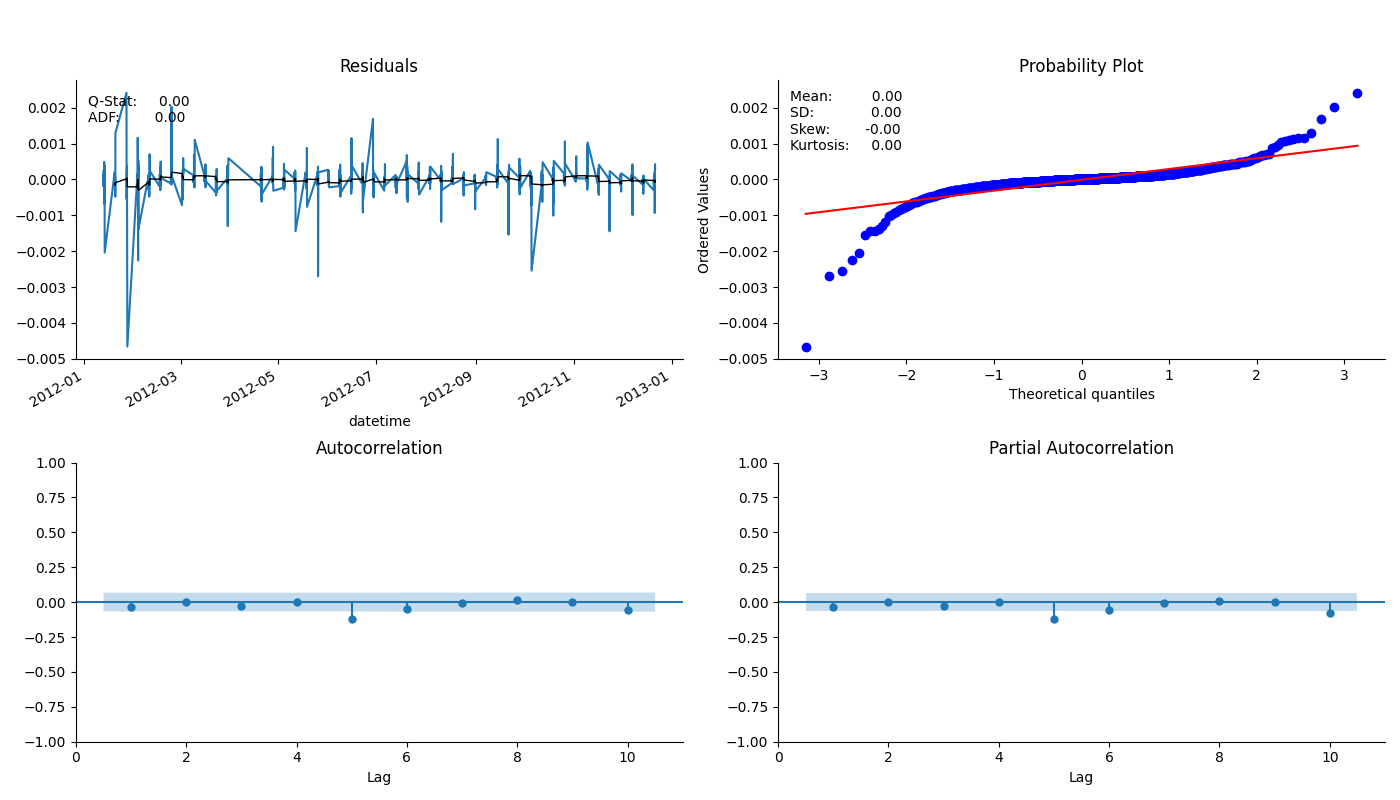 Residuals
Q-Stat: 0.00
ADF: 0.00
0.002
0.001
0.000
−0.001
−0.002
−0.003
−0.004
−0.005
2012-01
2012-03
2012-05
2012-07
2012-09
2012-11
2013-01
datetime
Probability Plot
Mean: 0.00
SD: 0.00
Skew: -0.00
Kurtosis: 0.00
Ordered Values
0.002
0.001
0.000
−0.001
−0.002
−0.003
−0.004
−0.005
−3 −2 −1 0 1 2 3
Theoretical quantiles
Autocorrelation
1.00
0.75
0.50
0.25
0.00
−0.25
−0.50
−0.75
−1.00
0 2 4 6 8 10
Lag
Partial Autocorrelation
1.00
0.75
0.50
0.25
0.00
−0.25
−0.50
−0.75
−1.00
0 2 4 6 8 10
Lag